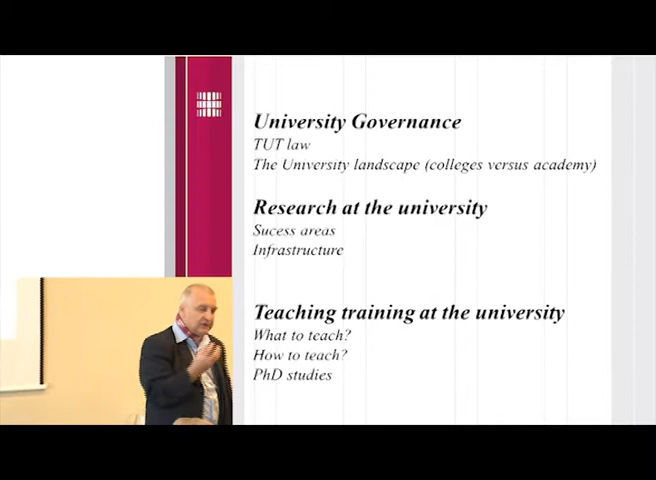 University Governance
TUT law
The University landscape (colleges versus academy)
Research at the university
Sucess areas
Infrastructure
Teaching training at the university
What to teach?
How to teach?
PhD studies